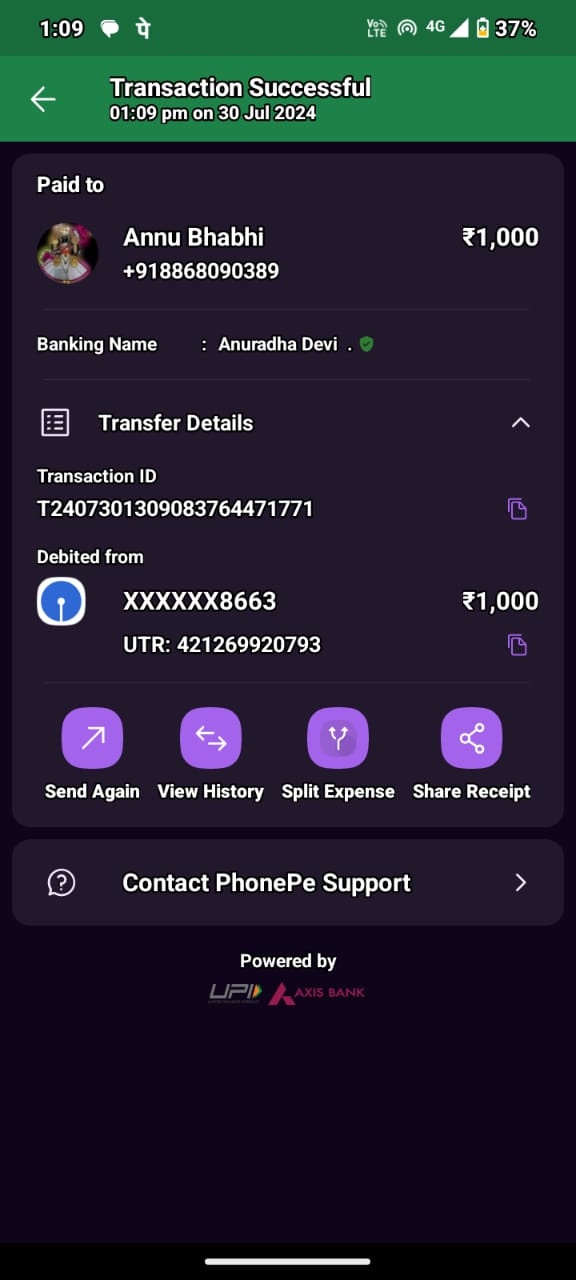 1:09 पे Vo)) LTE 4G 37%
Transaction Successful
01:09 pm on 30 Jul 2024
Paid to
Annu Bhabhi ₹1,000
+918868090389
Banking Name : Anuradha Devi .
Transfer Details
Transaction ID
T2407301309083764471771
Debited from
XXXXXX8663 ₹1,000
UTR: 421269920793
Send Again View History Split Expense Share Receipt
Contact PhonePe Support
Powered by
UPI AXIS BANK